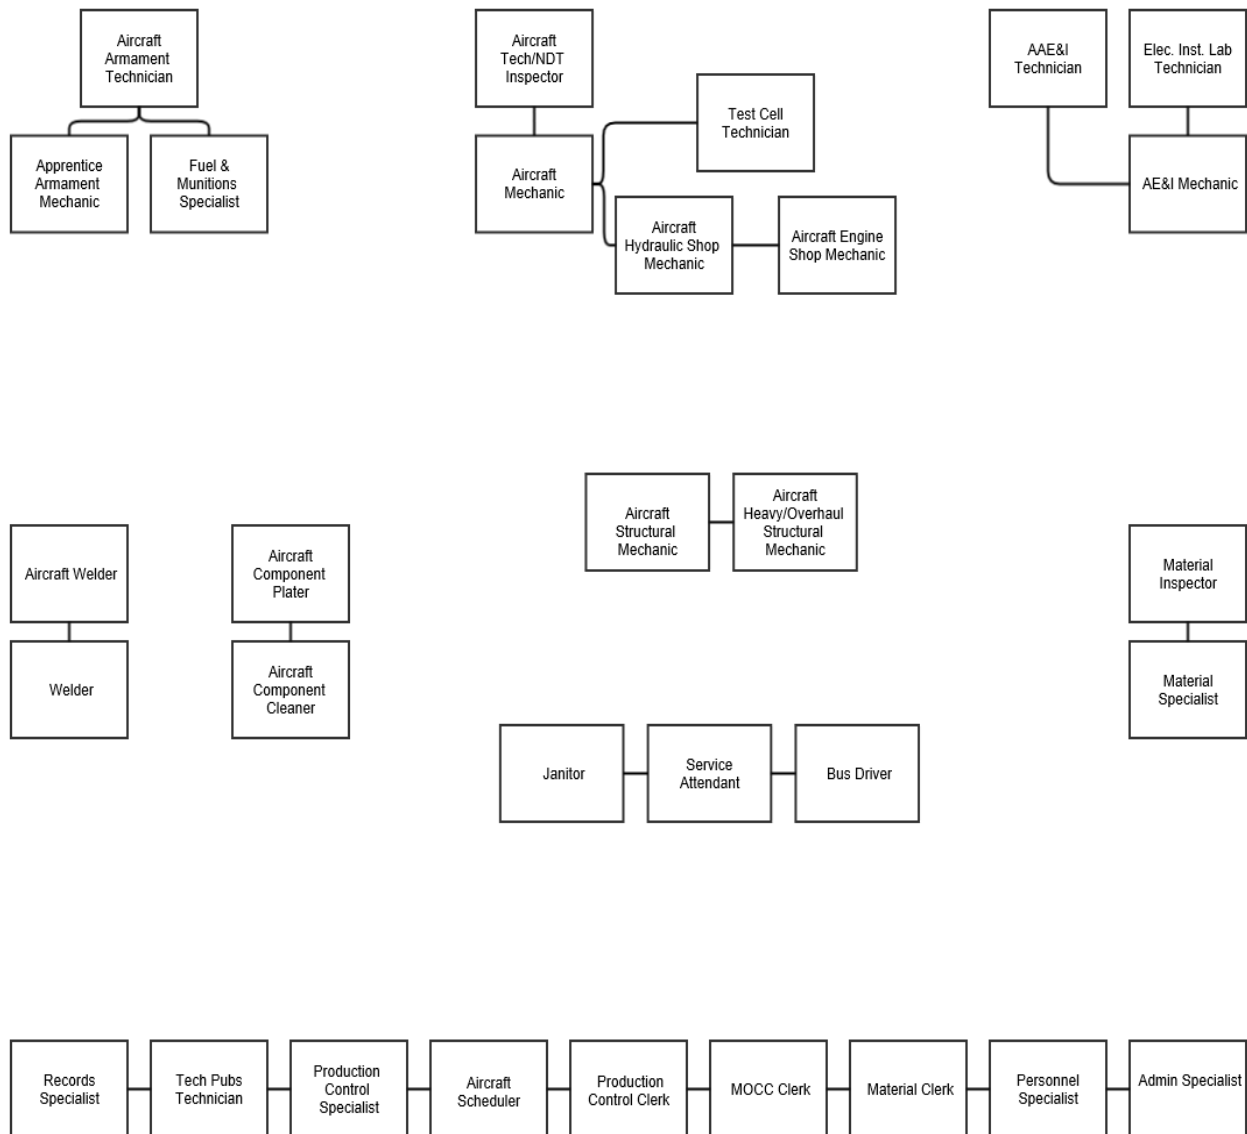 Aircraft
Armament
Technician
Aircraft
Tech/NDT
Inspector
AAE&I
Technician
Elec. Inst. Lab
Technician
Test Cell
Technician
Apprentice
Armament
Mechanic
Fuel &
Munitions
Specialist
Aircraft
Mechanic
AE&I Mechanic
Aircraft
Hydraulic Shop
Mechanic
Aircraft Engine
Shop Mechanic
Aircraft
Structural
Mechanic
Aircraft
Heavy/Overhaul
Structural
Mechanic
Aircraft Welder
Aircraft
Component
Plater
Material
Inspector
Welder
Aircraft
Component
Cleaner
Material
Specialist
Janitor
Service
Attendant
Bus Driver
Records
Specialist
Tech Pubs
Technician
Production
Control
Specialist
Aircraft
Scheduler
Production
Control Clerk
MOCC Clerk
Material Clerk
Personnel
Specialist
Admin Specialist